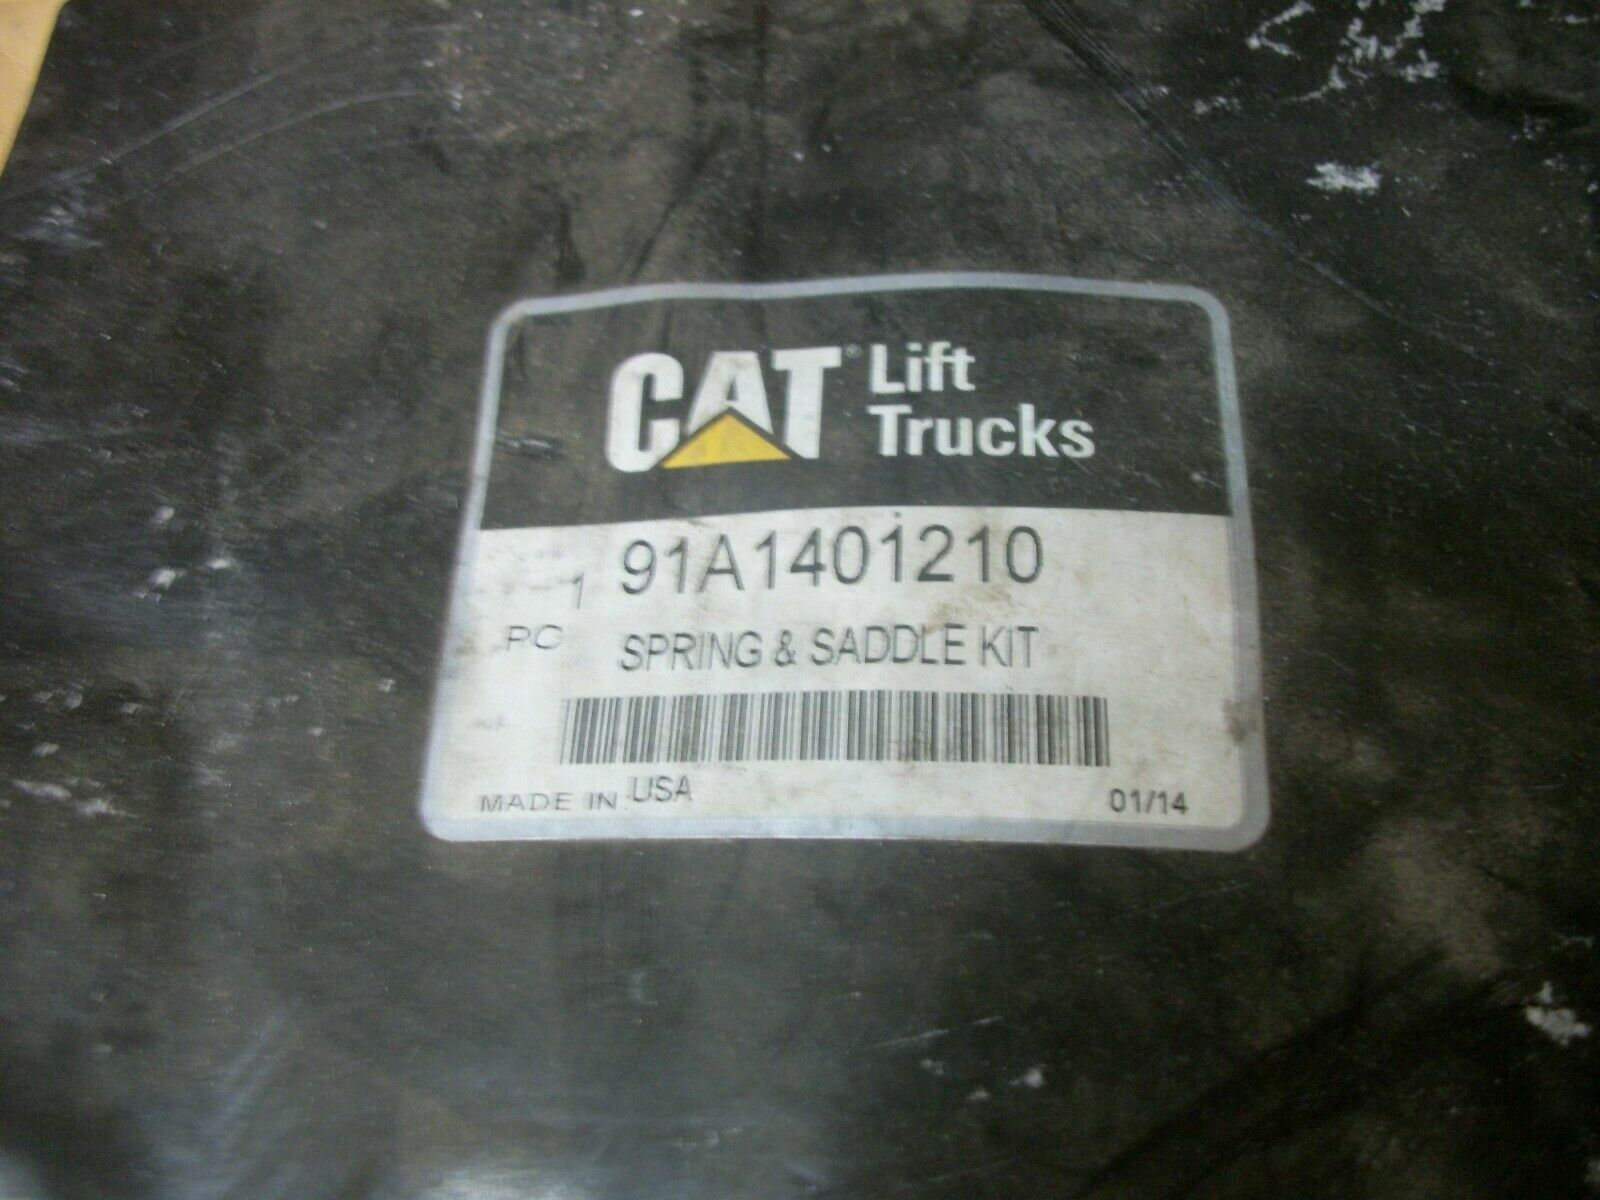 CAT® Lift
Trucks
1 91A1401210
PC SPRING & SADDLE KIT
MADE IN USA 01/14